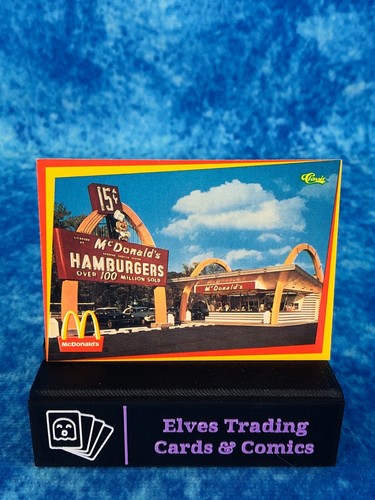 Classic
15¢
McDonald's
HAMBURGERS
OVER 100 MILLION SOLD
McDonald's
McDonald's
Elves Trading
Cards & Comics